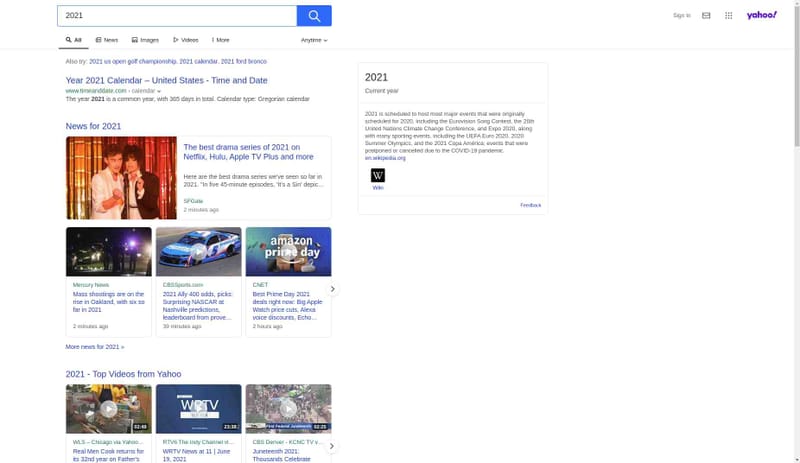 2021
Sign In
yahoo!
All
News
Images
Videos
More
Anytime
Also try: 2021 us open golf championship, 2021 calendar, 2021 ford bronco
Year 2021 Calendar – United States - Time and Date
www.timeanddate.com › calendar
The year 2021 is a common year, with 365 days in total. Calendar type: Gregorian calendar
News for 2021
The best drama series of 2021 on
Netflix, Hulu, Apple TV Plus and more
Here are the best drama series we've seen so far in
2021. "In five 45-minute episodes, 'It's a Sin' depic...
SFGate
2 minutes ago
amazon
prime day
Mercury News
Mass shootings are on the
rise in Oakland, with six so
far in 2021
2 minutes ago
CBSSports.com
2021 Ally 400 odds, picks:
Surprising NASCAR at
Nashville predictions,
leaderboard from prove...
39 minutes ago
CNET
Best Prime Day 2021
deals right now: Big Apple
Watch price cuts, Alexa
voice discounts, Echo...
2 hours ago
More news for 2021 »
2021 - Top Videos from Yahoo
02:48
WRTV
23:38
First Federal Juneteenth
02:25
WLS – Chicago via Yahoo...
Real Men Cook returns for
its 32nd year on Father's
RTV6 The Indy Channel vi...
WRTV News at 11 | June
19, 2021
CBS Denver - KCNC TV v...
Juneteenth 2021:
Thousands Celebrate
2021
Current year
2021 is scheduled to host most major events that were originally
scheduled for 2020, including the Eurovision Song Contest, the 26th
United Nations Climate Change Conference, and Expo 2020, along
with many sporting events, including the UEFA Euro 2020, 2020
Summer Olympics, and the 2021 Copa América; events that were
postponed or canceled due to the COVID-19 pandemic.
en.wikipedia.org
W
Wiki
Feedback